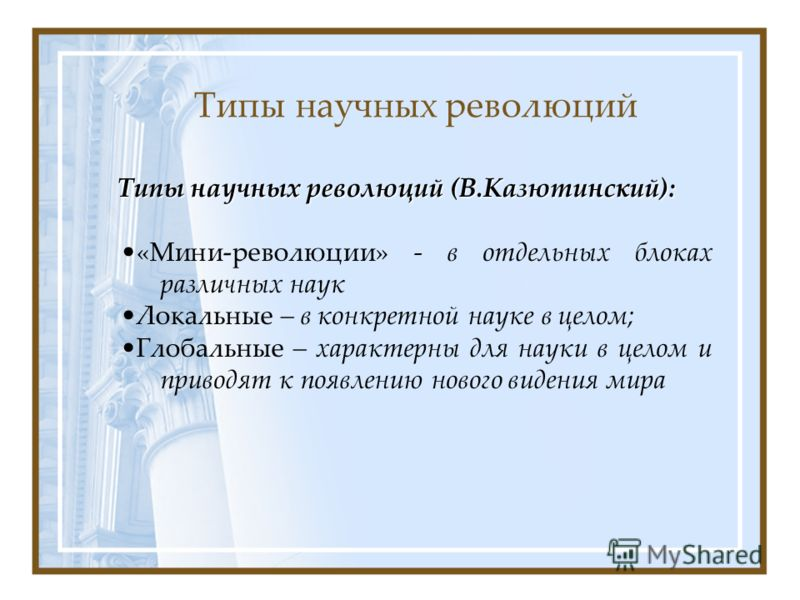 Типы научных революций
Типы научных революций (В.Казютинский):
•«Мини-революции» - в отдельных блоках
различных наук
•Локальные – в конкретной науке в целом;
•Глобальные – характерны для науки в целом и
приводят к появлению нового видения мира
MyShared